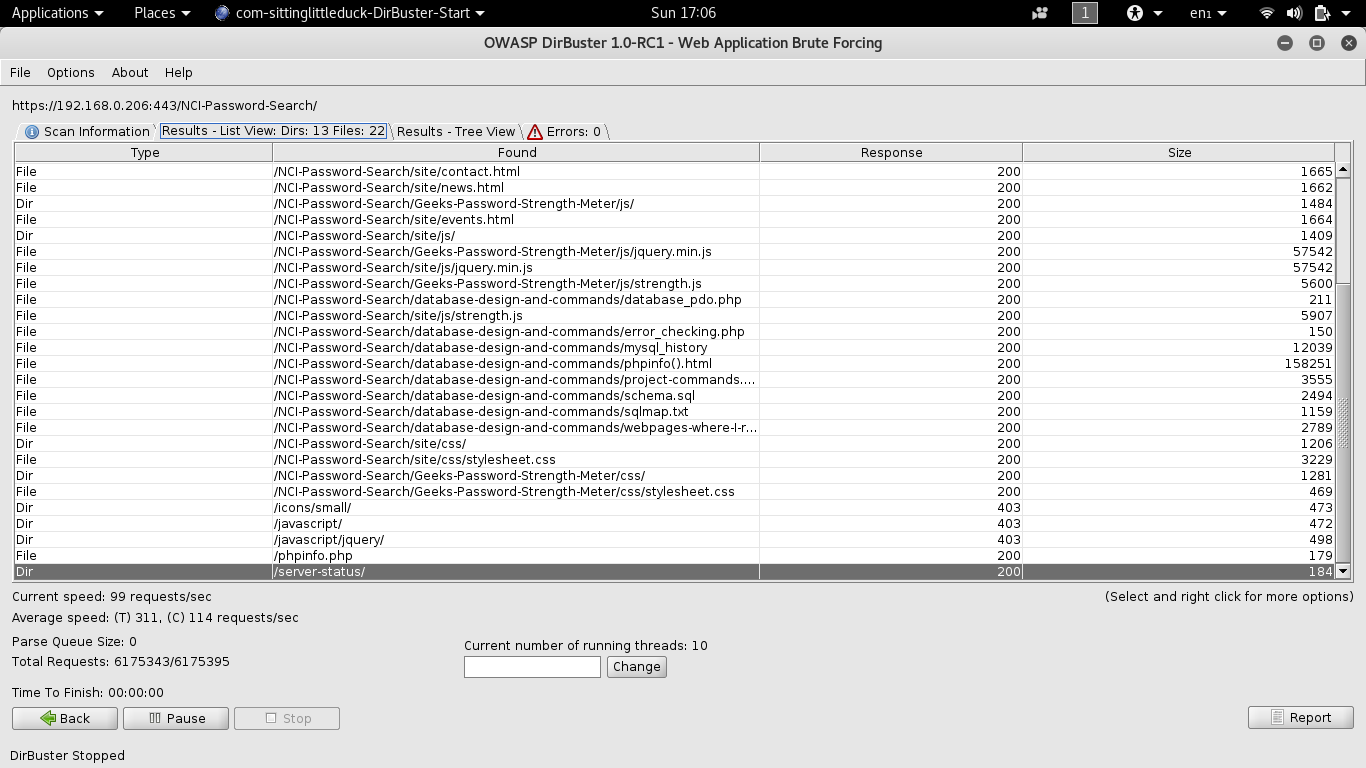 Applications Places com-sittinglittleduck-DirBuster-Start Sun 17:06 1 en₁
OWASP DirBuster 1.0-RC1 - Web Application Brute Forcing
File Options About Help
https://192.168.0.206:443/NCI-Password-Search/
Scan Information Results - List View: Dirs: 13 Files: 22 Results - Tree View Errors: 0
Type Found Response Size
File /NCI-Password-Search/site/contact.html 200 1665
File /NCI-Password-Search/site/news.html 200 1662
Dir /NCI-Password-Search/Geeks-Password-Strength-Meter/js/ 200 1484
File /NCI-Password-Search/site/events.html 200 1664
Dir /NCI-Password-Search/site/js/ 200 1409
File /NCI-Password-Search/Geeks-Password-Strength-Meter/js/jquery.min.js 200 57542
File /NCI-Password-Search/site/js/jquery.min.js 200 57542
File /NCI-Password-Search/Geeks-Password-Strength-Meter/js/strength.js 200 5600
File /NCI-Password-Search/database-design-and-commands/database_pdo.php 200 211
File /NCI-Password-Search/site/js/strength.js 200 5907
File /NCI-Password-Search/database-design-and-commands/error_checking.php 200 150
File /NCI-Password-Search/database-design-and-commands/mysql_history 200 12039
File /NCI-Password-Search/database-design-and-commands/phpinfo().html 200 158251
File /NCI-Password-Search/database-design-and-commands/project-commands.... 200 3555
File /NCI-Password-Search/database-design-and-commands/schema.sql 200 2494
File /NCI-Password-Search/database-design-and-commands/sqlmap.txt 200 1159
File /NCI-Password-Search/database-design-and-commands/webpages-where-I-r... 200 2789
Dir /NCI-Password-Search/site/css/ 200 1206
File /NCI-Password-Search/site/css/stylesheet.css 200 3229
Dir /NCI-Password-Search/Geeks-Password-Strength-Meter/css/ 200 1281
File /NCI-Password-Search/Geeks-Password-Strength-Meter/css/stylesheet.css 200 469
Dir /icons/small/ 403 473
Dir /javascript/ 403 472
Dir /javascript/jquery/ 403 498
File /phpinfo.php 200 179
Dir /server-status/ 200 184
Current speed: 99 requests/sec (Select and right click for more options)
Average speed: (T) 311, (C) 114 requests/sec
Parse Queue Size: 0 Current number of running threads: 10
Total Requests: 6175343/6175395 Change
Time To Finish: 00:00:00
Back Pause Stop Report
DirBuster Stopped